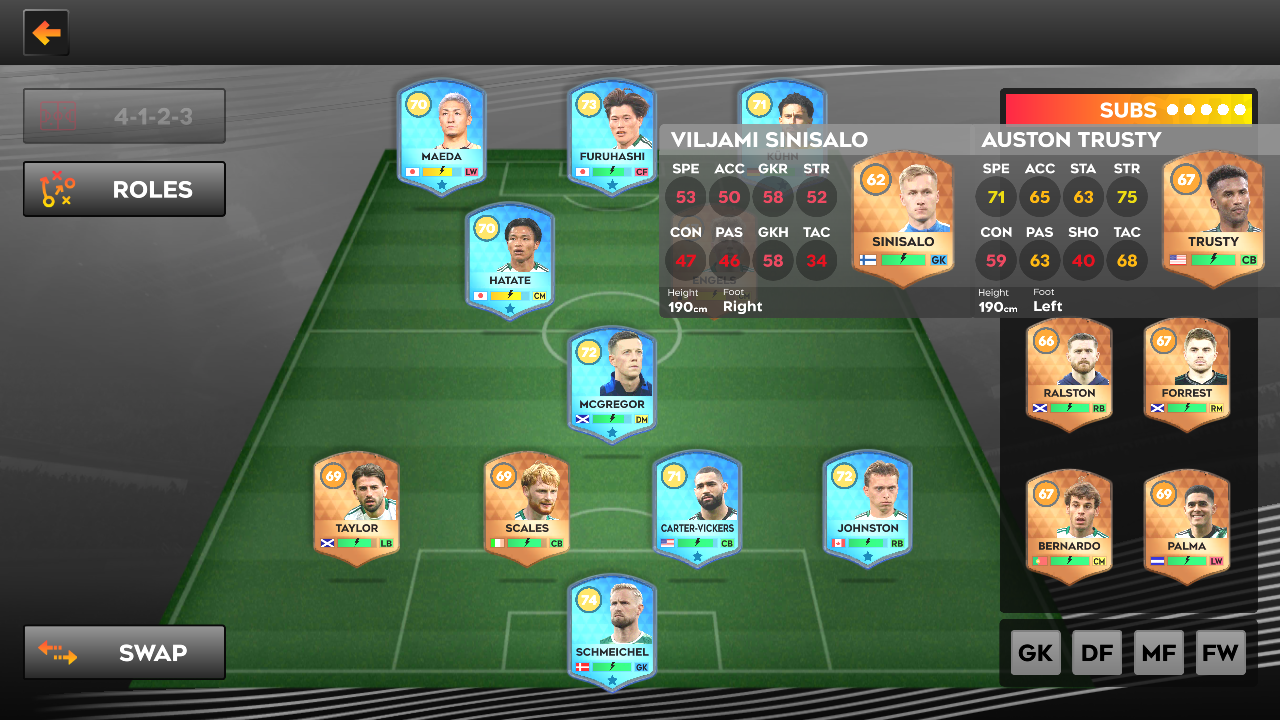 4-1-2-3
ROLES
SWAP
70
MAEDA
LW
73
FURUHASHI
CF
71
KUHN
70
HATATE
CM
ENGELS
72
MCGREGOR
DM
69
TAYLOR
LB
69
SCALES
CB
71
CARTER-VICKERS
CB
72
JOHNSTON
RB
74
SCHMEICHEL
GK
SUBS
VILJAMI SINISALO
SPE ACC GKR STR
53 50 58 52
CON PAS GKH TAC
47 46 58 34
Height Foot
190cm Right
62
SINISALO
GK
AUSTON TRUSTY
SPE ACC STA STR
71 65 63 75
CON PAS SHO TAC
59 63 40 68
Height Foot
190cm Left
67
TRUSTY
CB
66
RALSTON
RB
67
FORREST
RM
67
BERNARDO
CM
69
PALMA
LW
GK DF MF FW